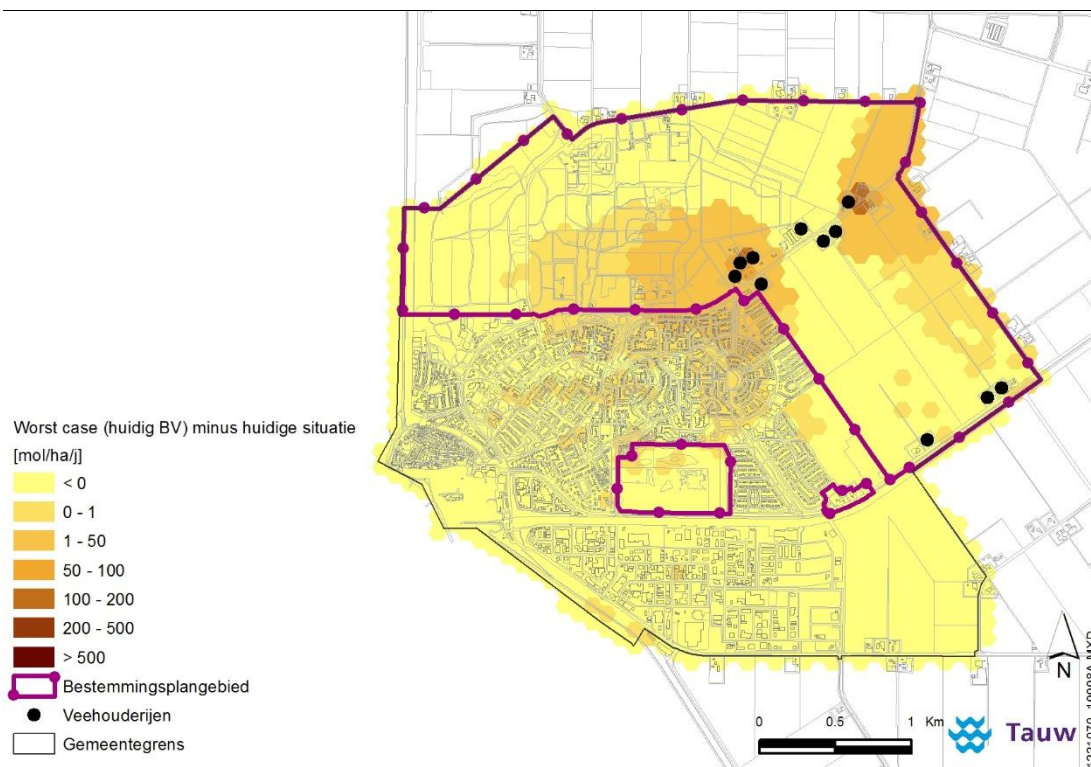 Worst case (huidig BV) minus huidige situatie
[mol/ha/j]
< 0
0 - 1
1 - 50
50 - 100
100 - 200
200 - 500
> 500
Bestemmingsplangebied
Veehouderijen
Gemeentegrens
0 0.5 1 Km
N
Tauw